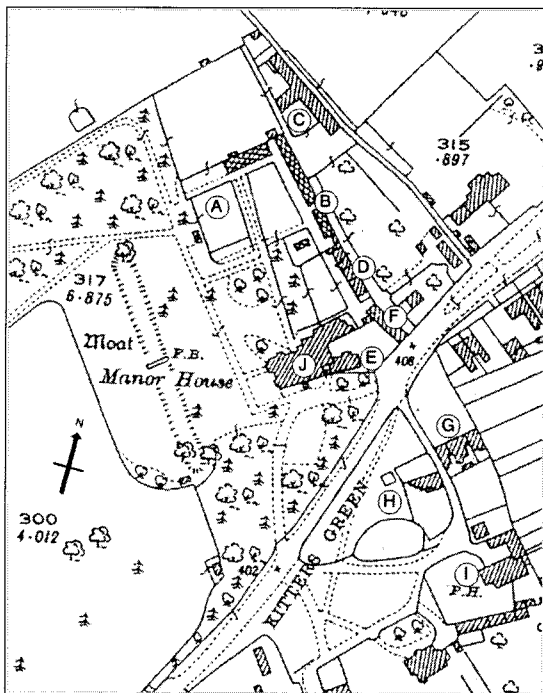 C
315
.897
A
B
D
317
6.875
F
Moat
F.B.
J
E
408
Manor House
G
N
H
300
4.012
KITTERS GREEN
402
I
P.H.